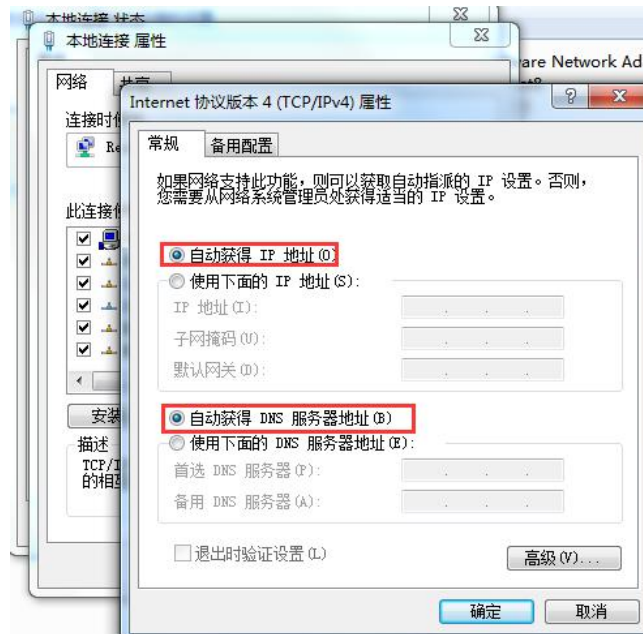 本地连接 状态
本地连接 属性
are Network Ad
网络
共享
Internet 协议版本 4 (TCP/IPv4) 属性
连接时
Re
常规
备用配置
如果网络支持此功能，则可以获取自动指派的 IP 设置。否则，
您需要从网络系统管理员处获得适当的 IP 设置。
此连接
自动获得 IP 地址(O)
使用下面的 IP 地址(S):
IP 地址(I):
子网掩码(U):
默认网关(D):
安装
自动获得 DNS 服务器地址(B)
描述
使用下面的 DNS 服务器地址(E):
TCP/I
的相互
首选 DNS 服务器(P):
备用 DNS 服务器(A):
退出时验证设置(L)
高级(V)...
确定
取消